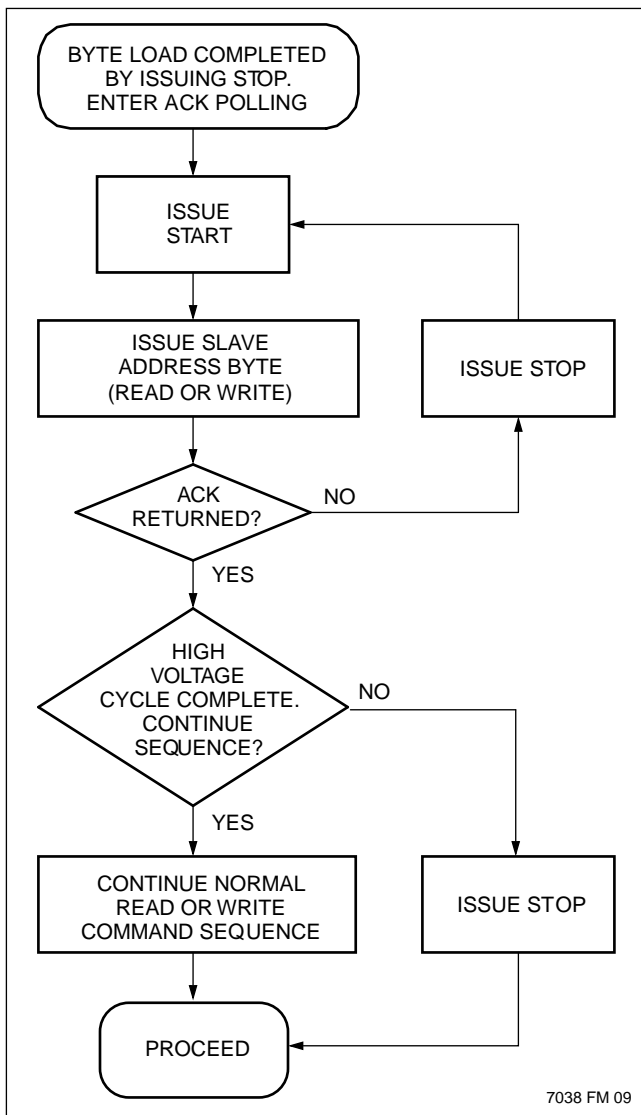 BYTE LOAD COMPLETED
BY ISSUING STOP.
ENTER ACK POLLING
ISSUE
START
ISSUE SLAVE
ADDRESS BYTE
(READ OR WRITE)
ISSUE STOP
ACK
RETURNED?
NO
YES
HIGH
VOLTAGE
CYCLE COMPLETE.
CONTINUE
SEQUENCE?
NO
YES
CONTINUE NORMAL
READ OR WRITE
COMMAND SEQUENCE
ISSUE STOP
PROCEED
7038 FM 09